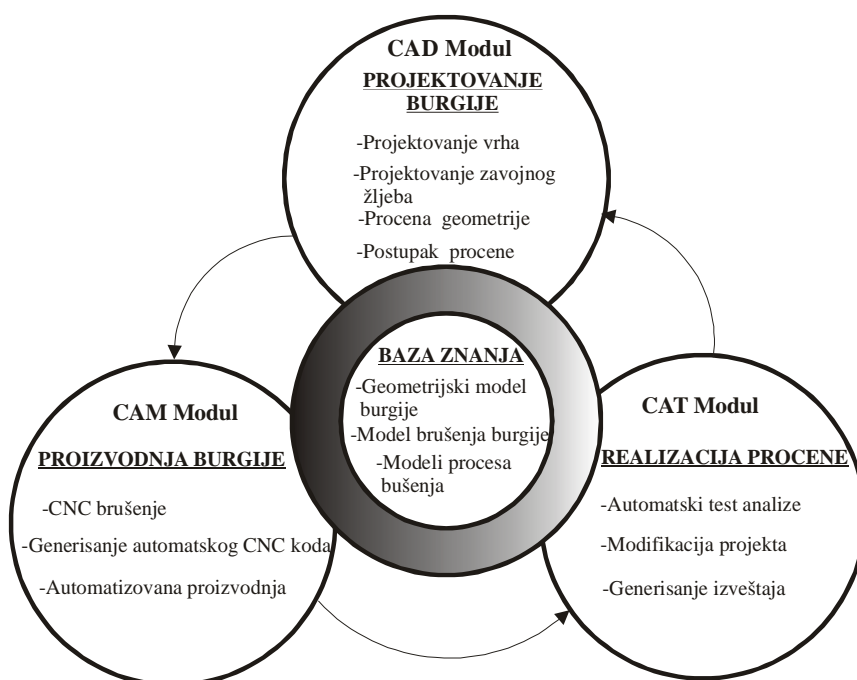 CAD Modul
PROJEKTOVANJE
BURGIJE
-Projektovanje vrha
-Projektovanje zavojnog
žljeba
-Procena geometrije
-Postupak procene
BAZA ZNANJA
-Geometrijski model
burgije
-Model brušenja burgije
-Modeli procesa
bušenja
CAM Modul
PROIZVODNJA BURGIJE
-CNC brušenje
-Generisanje automatskog CNC koda
-Automatizovana proizvodnja
CAT Modul
REALIZACIJA PROCENE
-Automatski test analize
-Modifikacija projekta
-Generisanje izveštaja